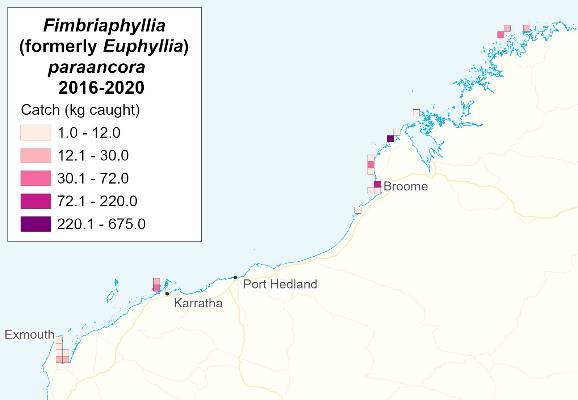 Fimbriaphyllia
(formerly Euphyllia)
paraancora
2016-2020
Catch (kg caught)
1.0 - 12.0
12.1 - 30.0
30.1 - 72.0
72.1 - 220.0
220.1 - 675.0
Broome
Port Hedland
Karratha
Exmouth